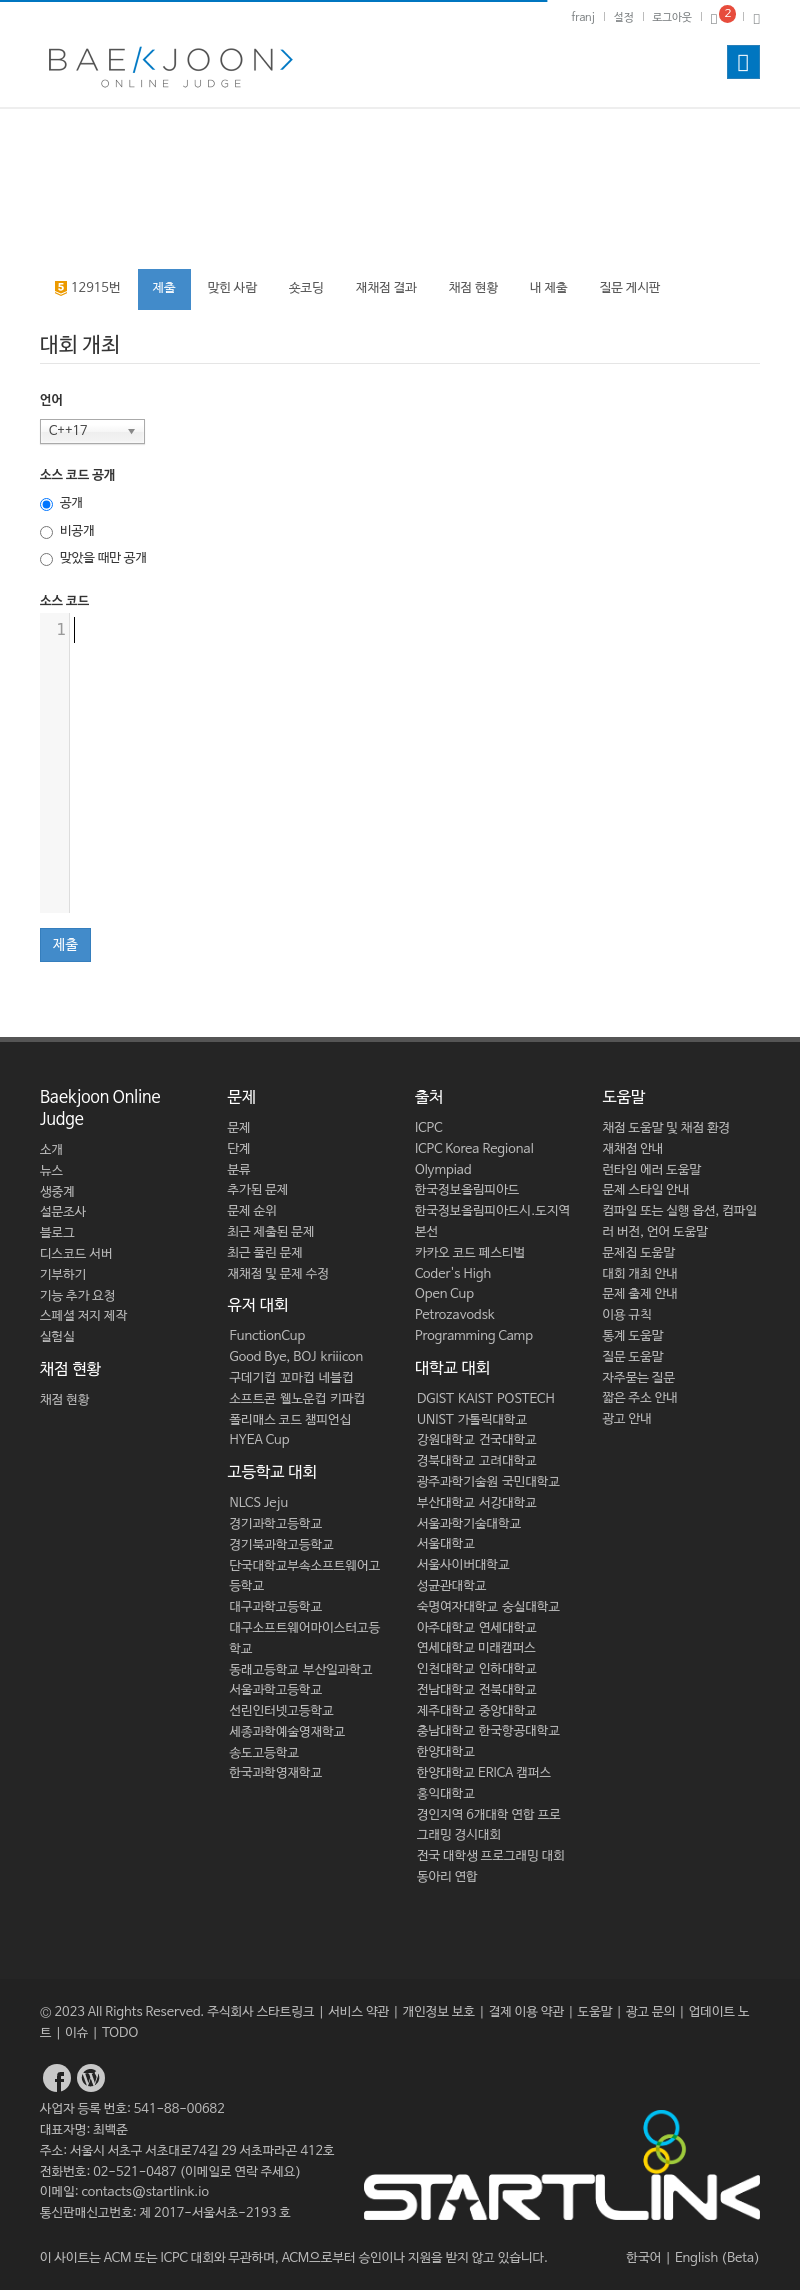 franj 설정 로그아웃 2
BAEKJOON
ONLINE JUDGE
5 12915번 제출 맞힌 사람 숏코딩 재채점 결과 채점 현황 내 제출 질문 게시판
대회 개최
언어
C++17
소스 코드 공개
공개
비공개
맞았을 때만 공개
소스 코드
1
제출
Baekjoon Online
Judge
소개
뉴스
생중계
설문조사
블로그
디스코드 서버
기부하기
기능 추가 요청
스페셜 저지 제작
실험실
채점 현황
채점 현황
문제
문제
단계
분류
추가된 문제
문제 순위
최근 제출된 문제
최근 풀린 문제
재채점 및 문제 수정
유저 대회
FunctionCup
Good Bye, BOJ kriiicon
구데기컵 꼬마컵 네블컵
소프트콘 웰노운컵 키파컵
폴리매스 코드 챔피언십
HYEA Cup
고등학교 대회
NLCS Jeju
경기과학고등학교
경기북과학고등학교
단국대학교부속소프트웨어고
등학교
대구과학고등학교
대구소프트웨어마이스터고등
학교
동래고등학교 부산일과학고
서울과학고등학교
선린인터넷고등학교
세종과학예술영재학교
송도고등학교
한국과학영재학교
출처
ICPC
ICPC Korea Regional
Olympiad
한국정보올림피아드
한국정보올림피아드시.도지역
본선
카카오 코드 페스티벌
Coder's High
Open Cup
Petrozavodsk
Programming Camp
대학교 대회
DGIST KAIST POSTECH
UNIST 가톨릭대학교
강원대학교 건국대학교
경북대학교 고려대학교
광주과학기술원 국민대학교
부산대학교 서강대학교
서울과학기술대학교
서울대학교
서울사이버대학교
성균관대학교
숙명여자대학교 숭실대학교
아주대학교 연세대학교
연세대학교 미래캠퍼스
인천대학교 인하대학교
전남대학교 전북대학교
제주대학교 중앙대학교
충남대학교 한국항공대학교
한양대학교
한양대학교 ERICA 캠퍼스
홍익대학교
경인지역 6개대학 연합 프로
그래밍 경시대회
전국 대학생 프로그래밍 대회
동아리 연합
도움말
채점 도움말 및 채점 환경
재채점 안내
런타임 에러 도움말
문제 스타일 안내
컴파일 또는 실행 옵션, 컴파일
러 버전, 언어 도움말
문제집 도움말
대회 개최 안내
문제 출제 안내
이용 규칙
통계 도움말
질문 도움말
자주묻는 질문
짧은 주소 안내
광고 안내
© 2023 All Rights Reserved. 주식회사 스타트링크 | 서비스 약관 | 개인정보 보호 | 결제 이용 약관 | 도움말 | 광고 문의 | 업데이트 노
트 | 이슈 | TODO
사업자 등록 번호: 541-88-00682
대표자명: 최백준
주소: 서울시 서초구 서초대로74길 29 서초파라곤 412호
전화번호: 02-521-0487 (이메일로 연락 주세요)
이메일: contacts@startlink.io
통신판매신고번호: 제 2017-서울서초-2193 호
STARTLINK
이 사이트는 ACM 또는 ICPC 대회와 무관하며, ACM으로부터 승인이나 지원을 받지 않고 있습니다.
한국어 | English (Beta)